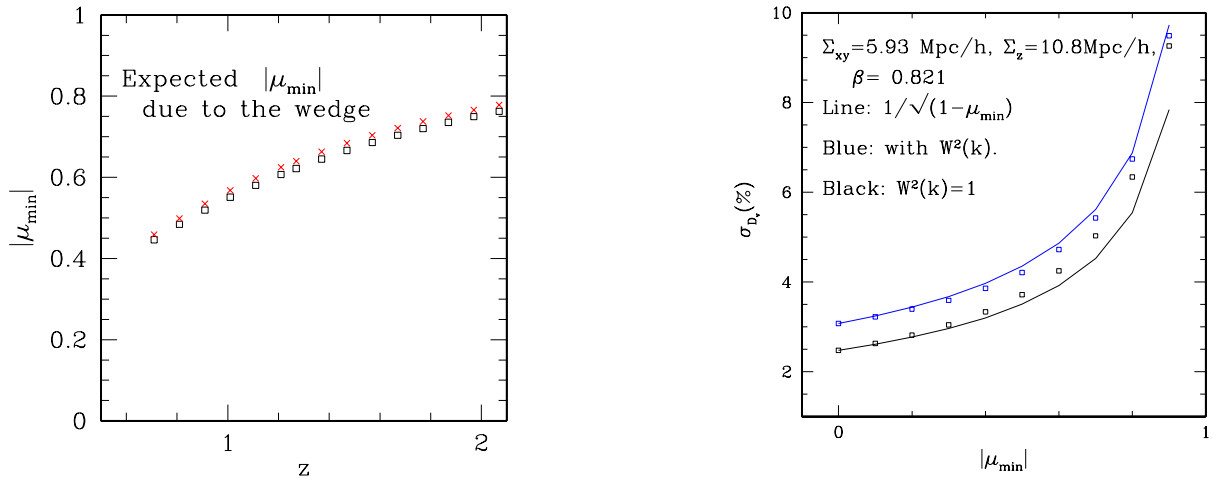 1
0.8
0.6
0.4
0.2
0
Expected |μmin|
due to the wedge
|μmin|
1
2
z
10
8
6
4
2
Σxy=5.93 Mpc/h, Σz=10.8Mpc/h,
β= 0.821
Line: 1/√(1-μmin)
Blue: with W²(k).
Black: W²(k)=1
σDv(%)
0
1
|μmin|